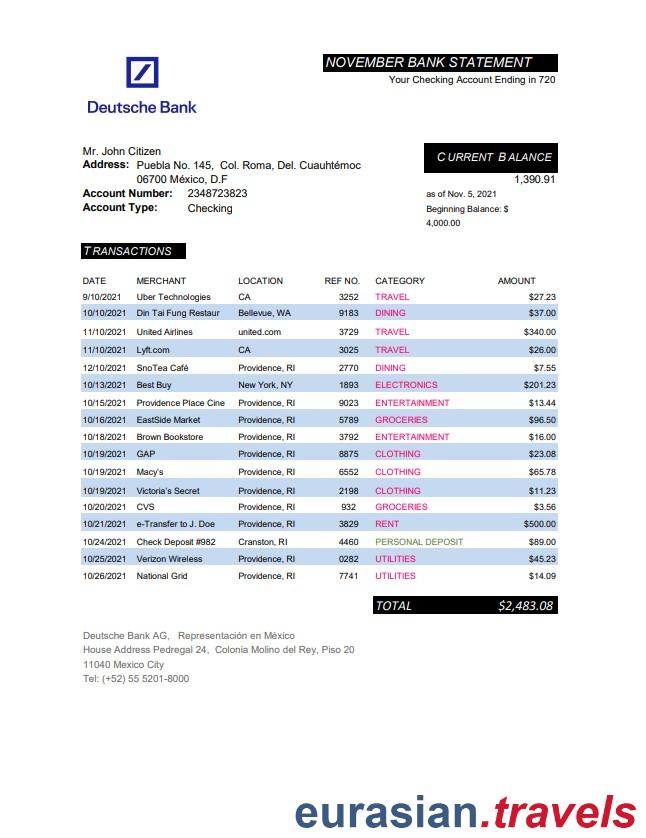 NOVEMBER BANK STATEMENT
Your Checking Account Ending in 720
Deutsche Bank
Mr. John Citizen
Address: Puebla No. 145, Col. Roma, Del. Cuauhtémoc
06700 México, D.F
Account Number: 2348723823
Account Type: Checking
CURRENT BALANCE
1,390.91
as of Nov. 5, 2021
Beginning Balance: $
4,000.00
TRANSACTIONS
DATE MERCHANT LOCATION REF NO. CATEGORY AMOUNT
9/10/2021 Uber Technologies CA 3252 TRAVEL $27.23
10/10/2021 Din Tai Fung Restaur Bellevue, WA 9183 DINING $37.00
11/10/2021 United Airlines united.com 3729 TRAVEL $340.00
11/10/2021 Lyft.com CA 3025 TRAVEL $26.00
12/10/2021 SnoTea Café Providence, RI 2770 DINING $7.55
10/13/2021 Best Buy New York, NY 1893 ELECTRONICS $201.23
10/15/2021 Providence Place Cine Providence, RI 9023 ENTERTAINMENT $13.44
10/16/2021 EastSide Market Providence, RI 5789 GROCERIES $96.50
10/18/2021 Brown Bookstore Providence, RI 3792 ENTERTAINMENT $16.00
10/19/2021 GAP Providence, RI 8875 CLOTHING $23.08
10/19/2021 Macy's Providence, RI 6552 CLOTHING $65.78
10/19/2021 Victoria's Secret Providence, RI 2198 CLOTHING $11.23
10/20/2021 CVS Providence, RI 932 GROCERIES $3.56
10/21/2021 e-Transfer to J. Doe Providence, RI 3829 RENT $500.00
10/24/2021 Check Deposit #982 Cranston, RI 4460 PERSONAL DEPOSIT $89.00
10/25/2021 Verizon Wireless Providence, RI 0282 UTILITIES $45.23
10/26/2021 National Grid Providence, RI 7741 UTILITIES $14.09
TOTAL $2,483.08
Deutsche Bank AG, Representación en México
House Address Pedregal 24, Colonia Molino del Rey, Piso 20
11040 Mexico City
Tel: (+52) 55 5201-8000
eurasian.travels